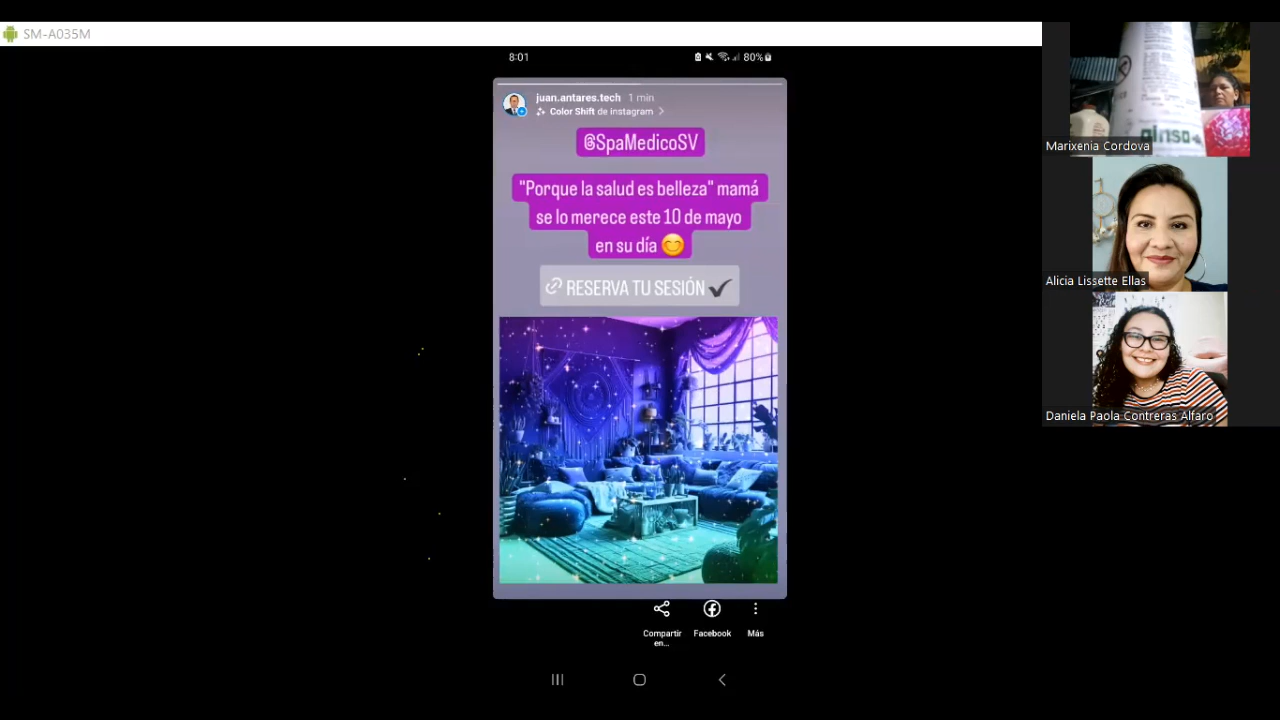 SM-A035M
8:01
80%
juan.antares.tech 1 min
Color Shift de instagram
@SpaMedicoSV
"Porque la salud es belleza" mamá
se lo merece este 10 de mayo
en su día 😊
RESERVA TU SESIÓN ✔
Compartir
en...
Facebook
Más
Marixenia Cordova
Alicia Lissette Ellas
Daniela Paola Contreras Alfaro